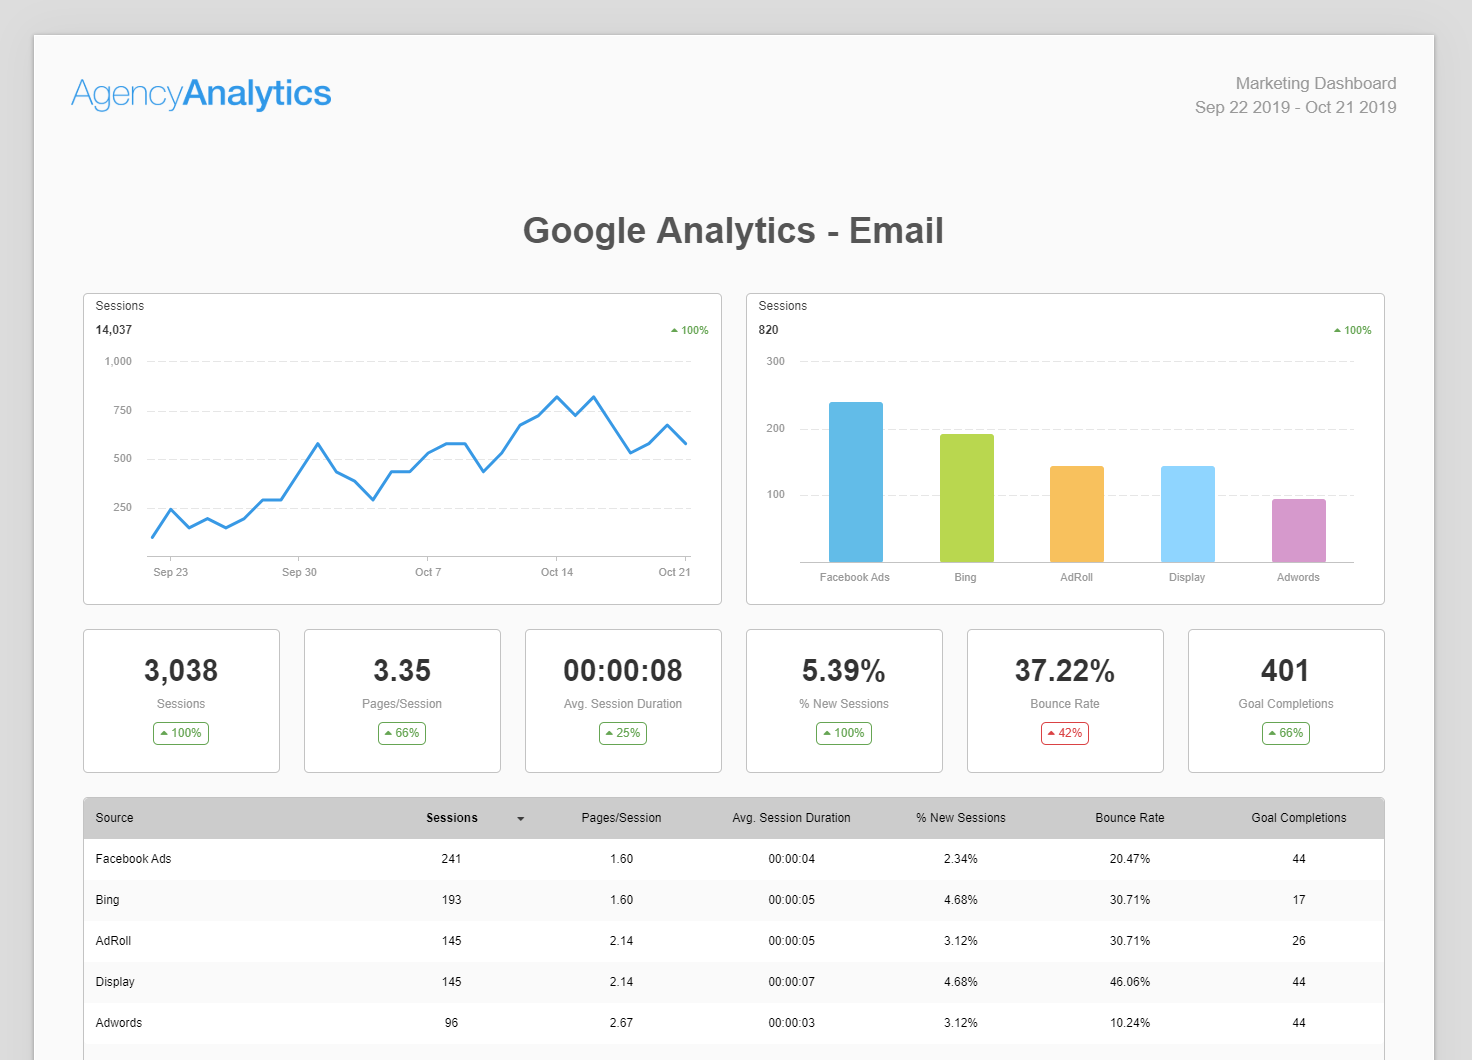 AgencyAnalytics
Marketing Dashboard
Sep 22 2019 - Oct 21 2019
Google Analytics - Email
Sessions
14,037
100%
1,000
750
500
250
Sep 23 Sep 30 Oct 7 Oct 14 Oct 21
Sessions
820
100%
300
200
100
Facebook Ads Bing AdRoll Display Adwords
3,038
Sessions
100%
3.35
Pages/Session
66%
00:00:08
Avg. Session Duration
25%
5.39%
% New Sessions
100%
37.22%
Bounce Rate
42%
401
Goal Completions
66%
Source Sessions Pages/Session Avg. Session Duration % New Sessions Bounce Rate Goal Completions
Facebook Ads 241 1.60 00:00:04 2.34% 20.47% 44
Bing 193 1.60 00:00:05 4.68% 30.71% 17
AdRoll 145 2.14 00:00:05 3.12% 30.71% 26
Display 145 2.14 00:00:07 4.68% 46.06% 44
Adwords 96 2.67 00:00:03 3.12% 10.24% 44